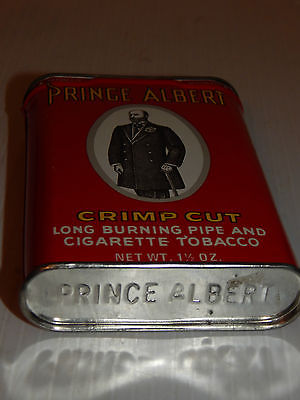 PRINCE ALBERT
CRIMP CUT
LONG BURNING PIPE AND
CIGARETTE TOBACCO
NET WT. 1½ OZ.
PRINCE ALBERT